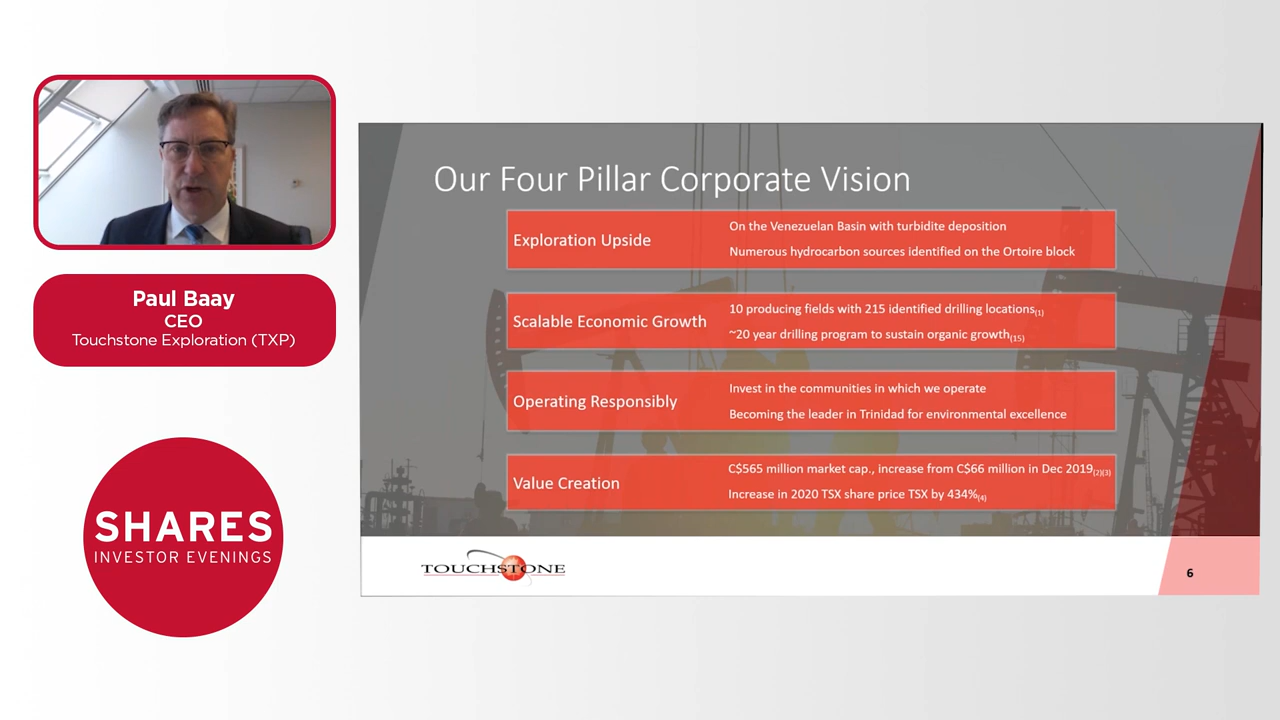 Paul Baay
CEO
Touchstone Exploration (TXP)
SHARES
INVESTOR EVENINGS
Our Four Pillar Corporate Vision
Exploration Upside
On the Venezuelan Basin with turbidite deposition
Numerous hydrocarbon sources identified on the Ortoire block
Scalable Economic Growth
10 producing fields with 215 identified drilling locations(1)
~20 year drilling program to sustain organic growth(15)
Operating Responsibly
Invest in the communities in which we operate
Becoming the leader in Trinidad for environmental excellence
Value Creation
C$565 million market cap., increase from C$66 million in Dec 2019(2)(3)
Increase in 2020 TSX share price TSX by 434%(4)
TOUCHSTONE
6